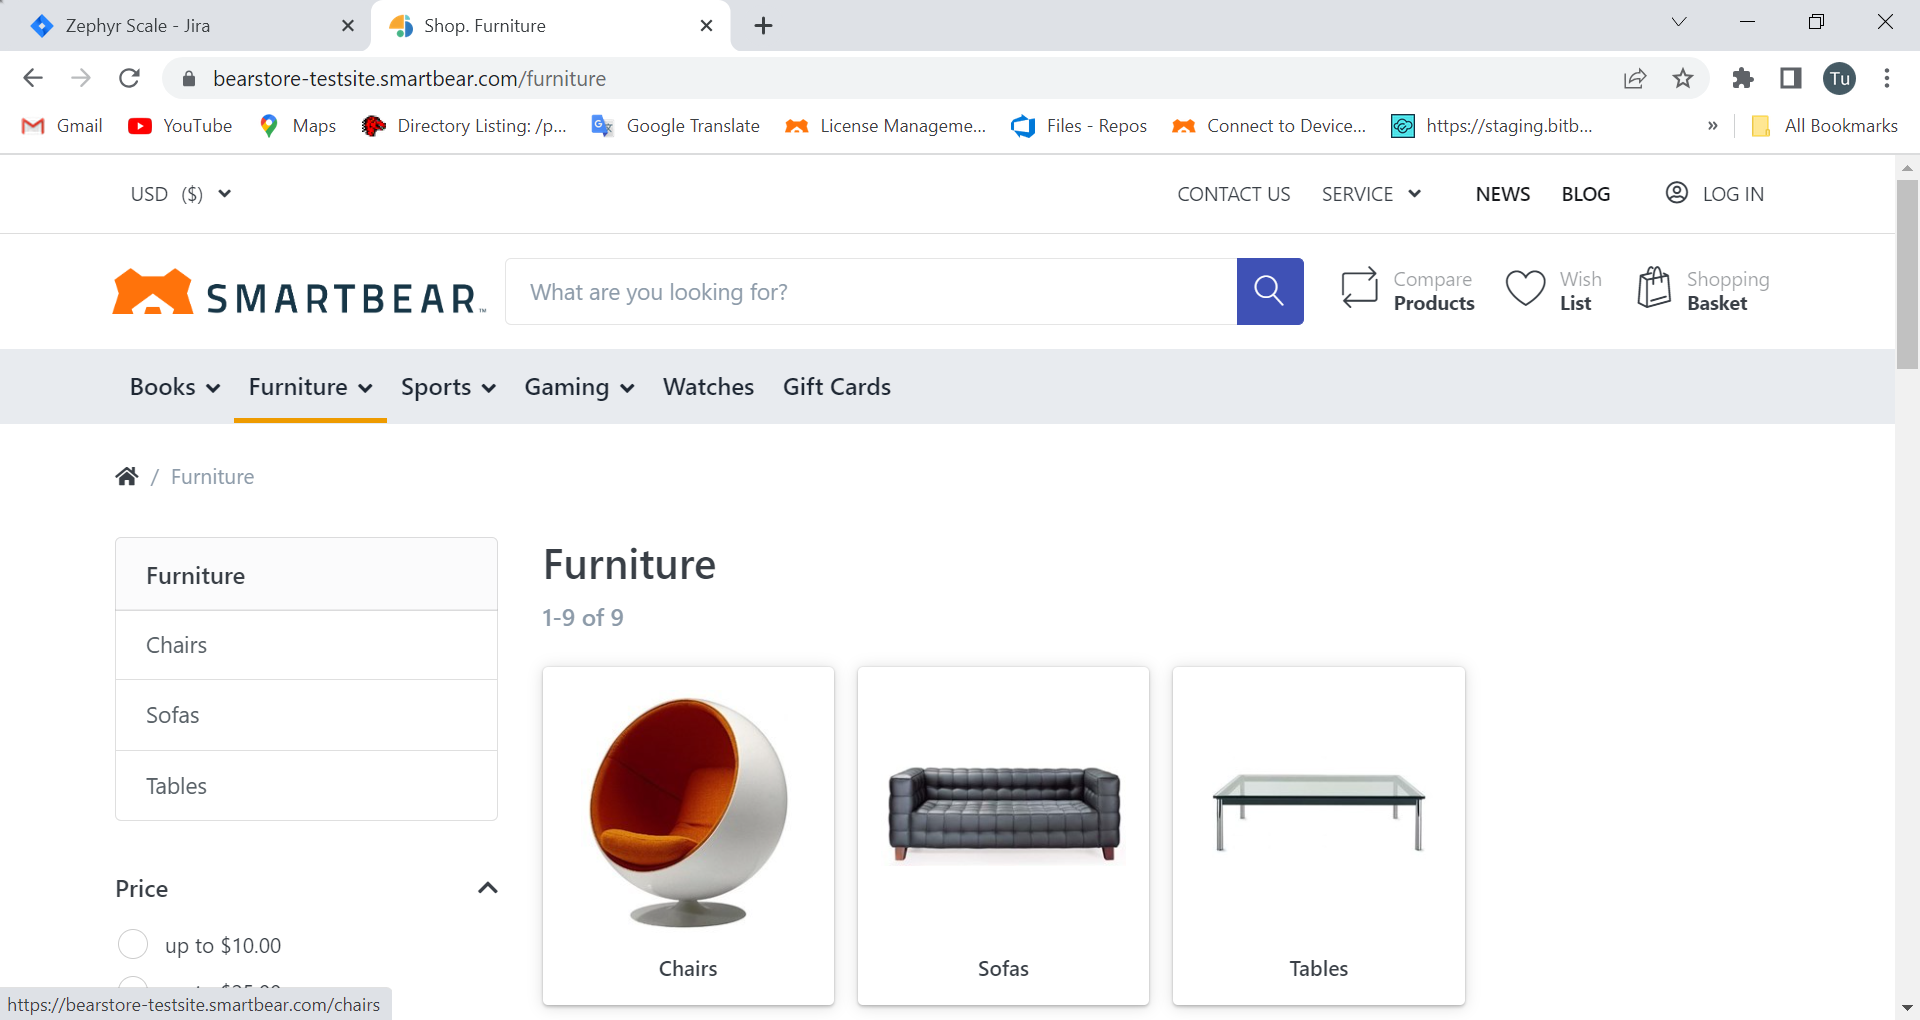 Zephyr Scale - Jira
Shop. Furniture
bearstore-testsite.smartbear.com/furniture
Tu
Gmail
YouTube
Maps
Directory Listing: /p...
Google Translate
License Manageme...
Files - Repos
Connect to Device...
https://staging.bitb...
»
All Bookmarks
USD ($)
CONTACT US
SERVICE
NEWS
BLOG
LOG IN
SMARTBEAR™
What are you looking for?
Compare
Products
Wish
List
Shopping
Basket
Books
Furniture
Sports
Gaming
Watches
Gift Cards
/ Furniture
Furniture
Chairs
Sofas
Tables
Price
up to $10.00
Furniture
1-9 of 9
Chairs
Sofas
Tables
https://bearstore-testsite.smartbear.com/chairs